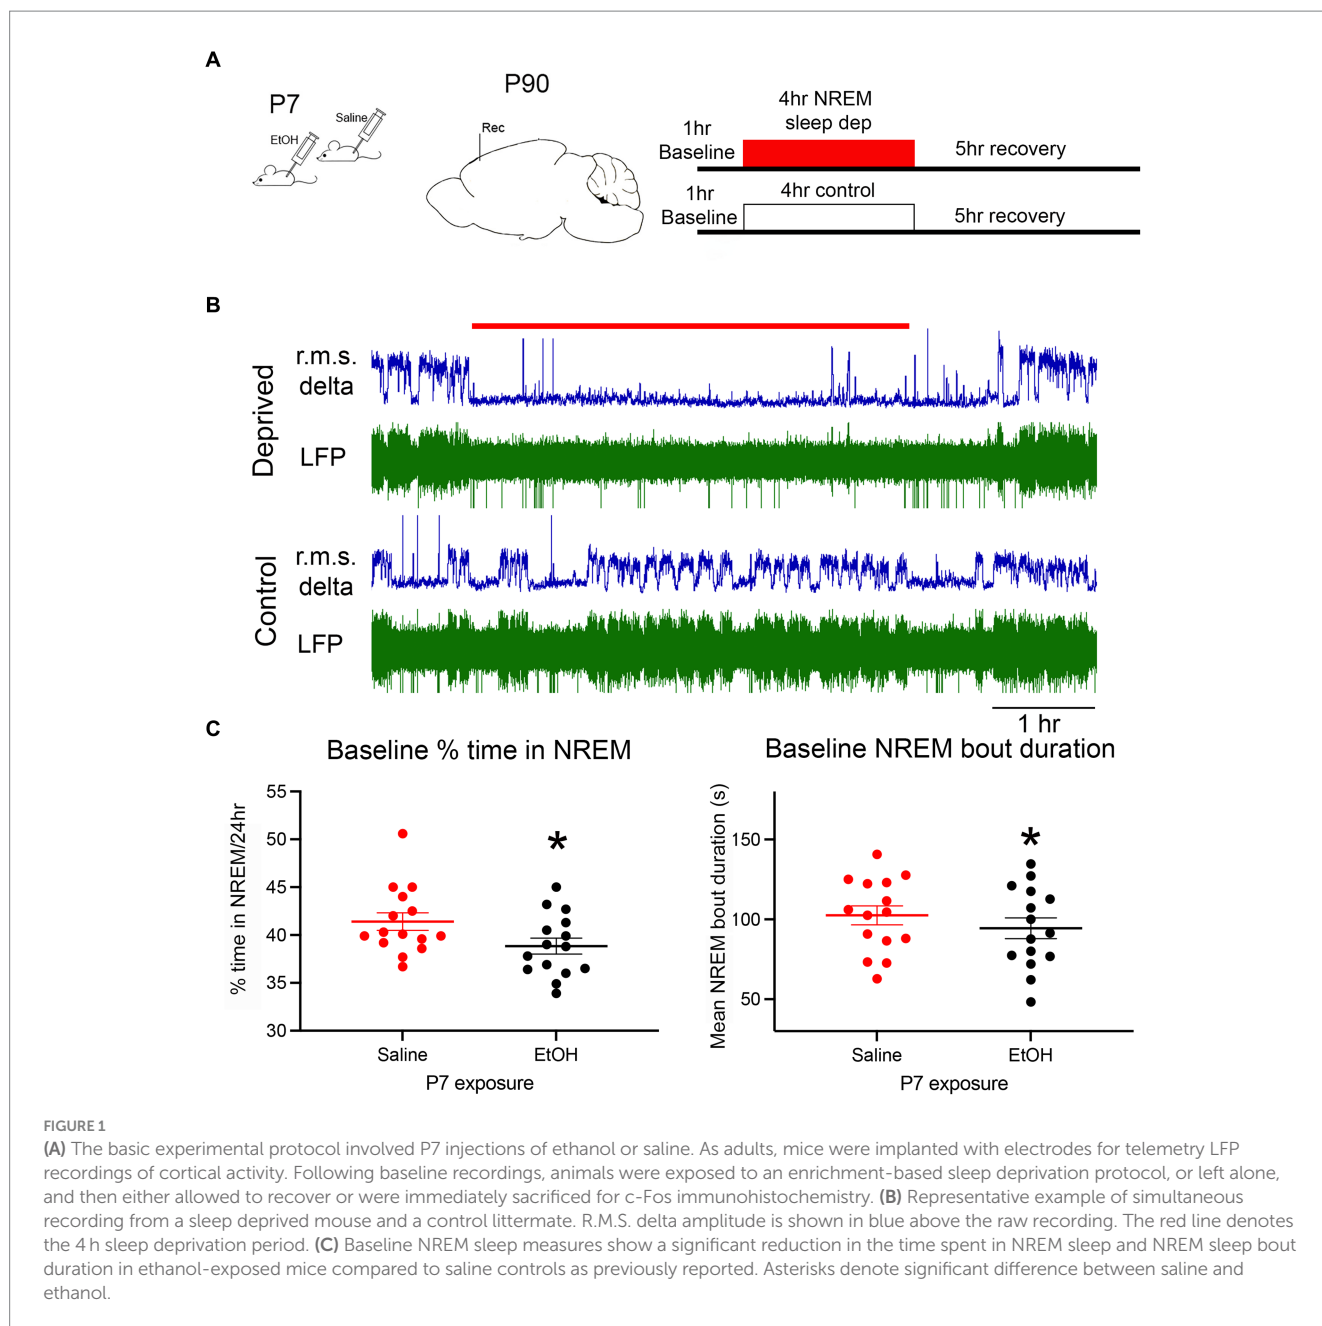 A
P7
EtOH
Saline
P90
Rec
4hr NREM
sleep dep
1hr
Baseline
5hr recovery
4hr control
1hr
Baseline
5hr recovery
B
Deprived
r.m.s.
delta
LFP
Control
r.m.s.
delta
LFP
1 hr
C
Baseline % time in NREM
% time in NREM/24hr
55
50
45
40
35
30
Saline
EtOH
P7 exposure
*
Baseline NREM bout duration
Mean NREM bout duration (s)
150
100
50
Saline
EtOH
P7 exposure
*
FIGURE 1
(A) The basic experimental protocol involved P7 injections of ethanol or saline. As adults, mice were implanted with electrodes for telemetry LFP
recordings of cortical activity. Following baseline recordings, animals were exposed to an enrichment-based sleep deprivation protocol, or left alone,
and then either allowed to recover or were immediately sacrificed for c-Fos immunohistochemistry. (B) Representative example of simultaneous
recording from a sleep deprived mouse and a control littermate. R.M.S. delta amplitude is shown in blue above the raw recording. The red line denotes
the 4 h sleep deprivation period. (C) Baseline NREM sleep measures show a significant reduction in the time spent in NREM sleep and NREM sleep bout
duration in ethanol-exposed mice compared to saline controls as previously reported. Asterisks denote significant difference between saline and
ethanol.